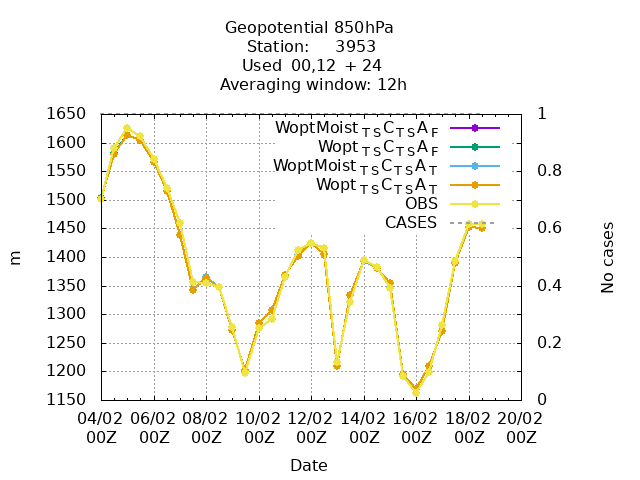 Geopotential 850hPa
Station: 3953
Used 00,12 + 24
Averaging window: 12h
1650 1
1600
1550 0.8
1500
1450 0.6
1400
1350 0.4
1300
1250 0.2
1200
1150 0
WoptMoist TS C TS A F
Wopt TS C TS A F
WoptMoist TS C TS A T
Wopt TS C TS A T
OBS
CASES
m
No cases
04/02 06/02 08/02 10/02 12/02 14/02 16/02 18/02 20/02
00Z 00Z 00Z 00Z 00Z 00Z 00Z 00Z 00Z
Date